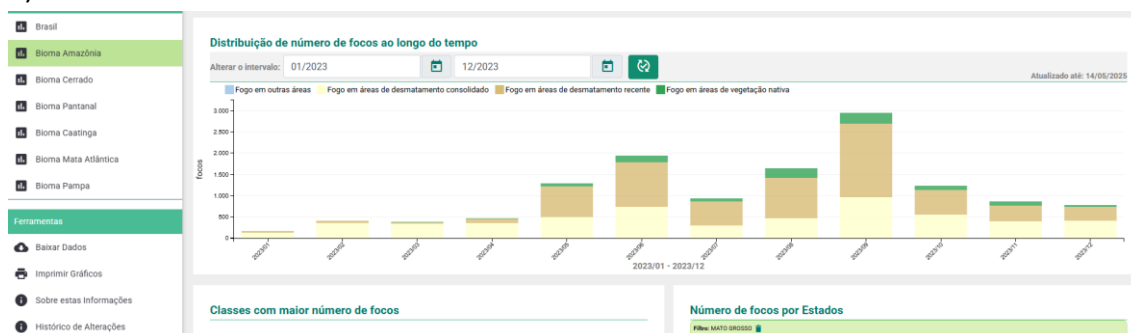 Brasil
Bioma Amazônia
Bioma Cerrado
Bioma Pantanal
Bioma Caatinga
Bioma Mata Atlântica
Bioma Pampa
Ferramentas
Baixar Dados
Imprimir Gráficos
Sobre estas Informações
Histórico de Alterações
Distribuição de número de focos ao longo do tempo
Alterar o intervalo: 01/2023 12/2023
Atualizado até: 14/05/2025
Fogo em outras áreas Fogo em áreas de desmatamento consolidado Fogo em áreas de desmatamento recente Fogo em áreas de vegetação nativa
focos
3.000
2.500
2.000
1.500
1.000
500
0
2023/01 2023/02 2023/03 2023/04 2023/05 2023/06 2023/07 2023/08 2023/09 2023/10 2023/11 2023/12
2023/01 - 2023/12
Classes com maior número de focos
Número de focos por Estados
Filtro: MATO GROSSO